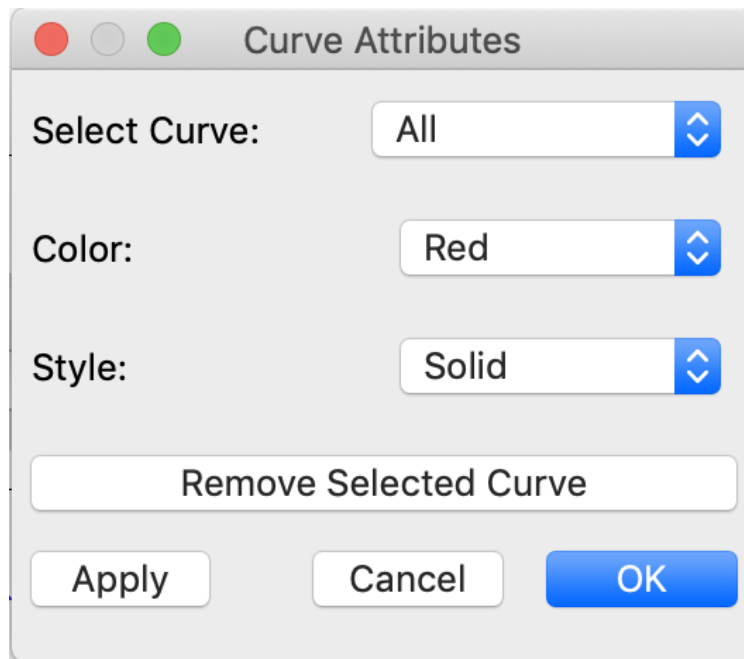 Curve Attributes
Select Curve: All
Color: Red
Style: Solid
Remove Selected Curve
Apply Cancel OK